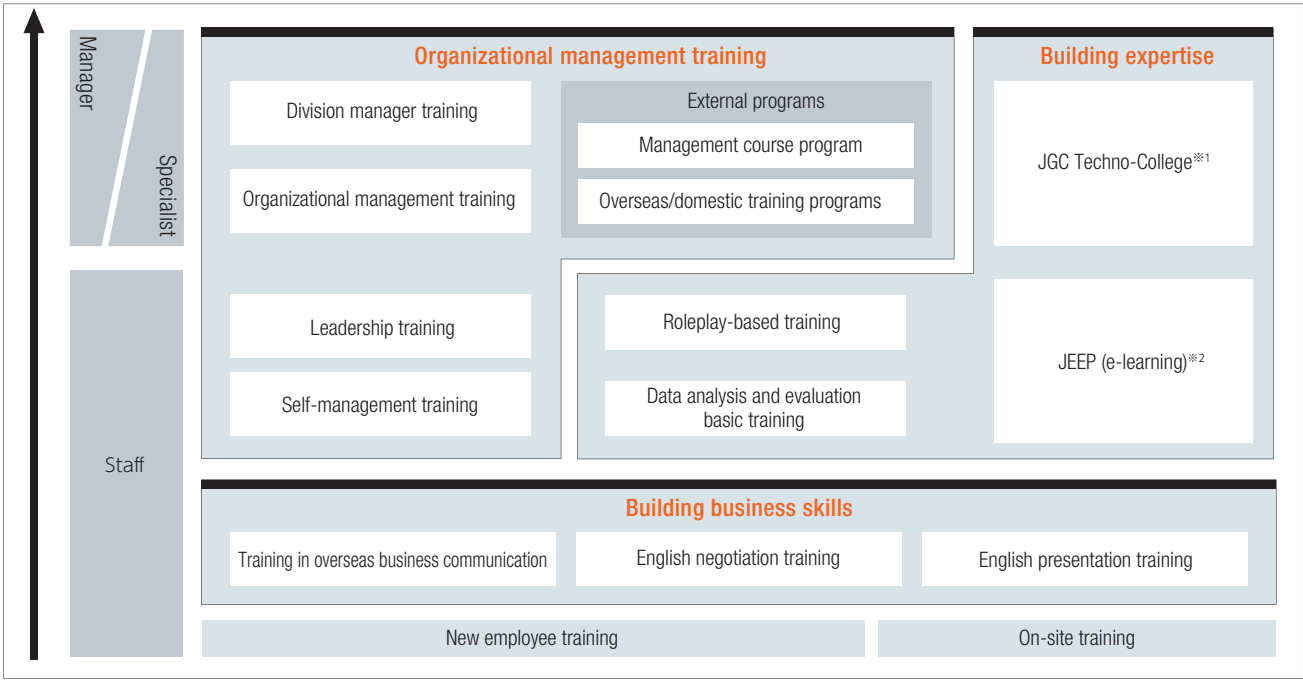 Manager
Specialist
Staff
Organizational management training
Division manager training
Organizational management training
Leadership training
Self-management training
External programs
Management course program
Overseas/domestic training programs
Building expertise
JGC Techno-College※1
JEEP (e-learning)※2
Roleplay-based training
Data analysis and evaluation
basic training
Building business skills
Training in overseas business communication
English negotiation training
English presentation training
New employee training
On-site training